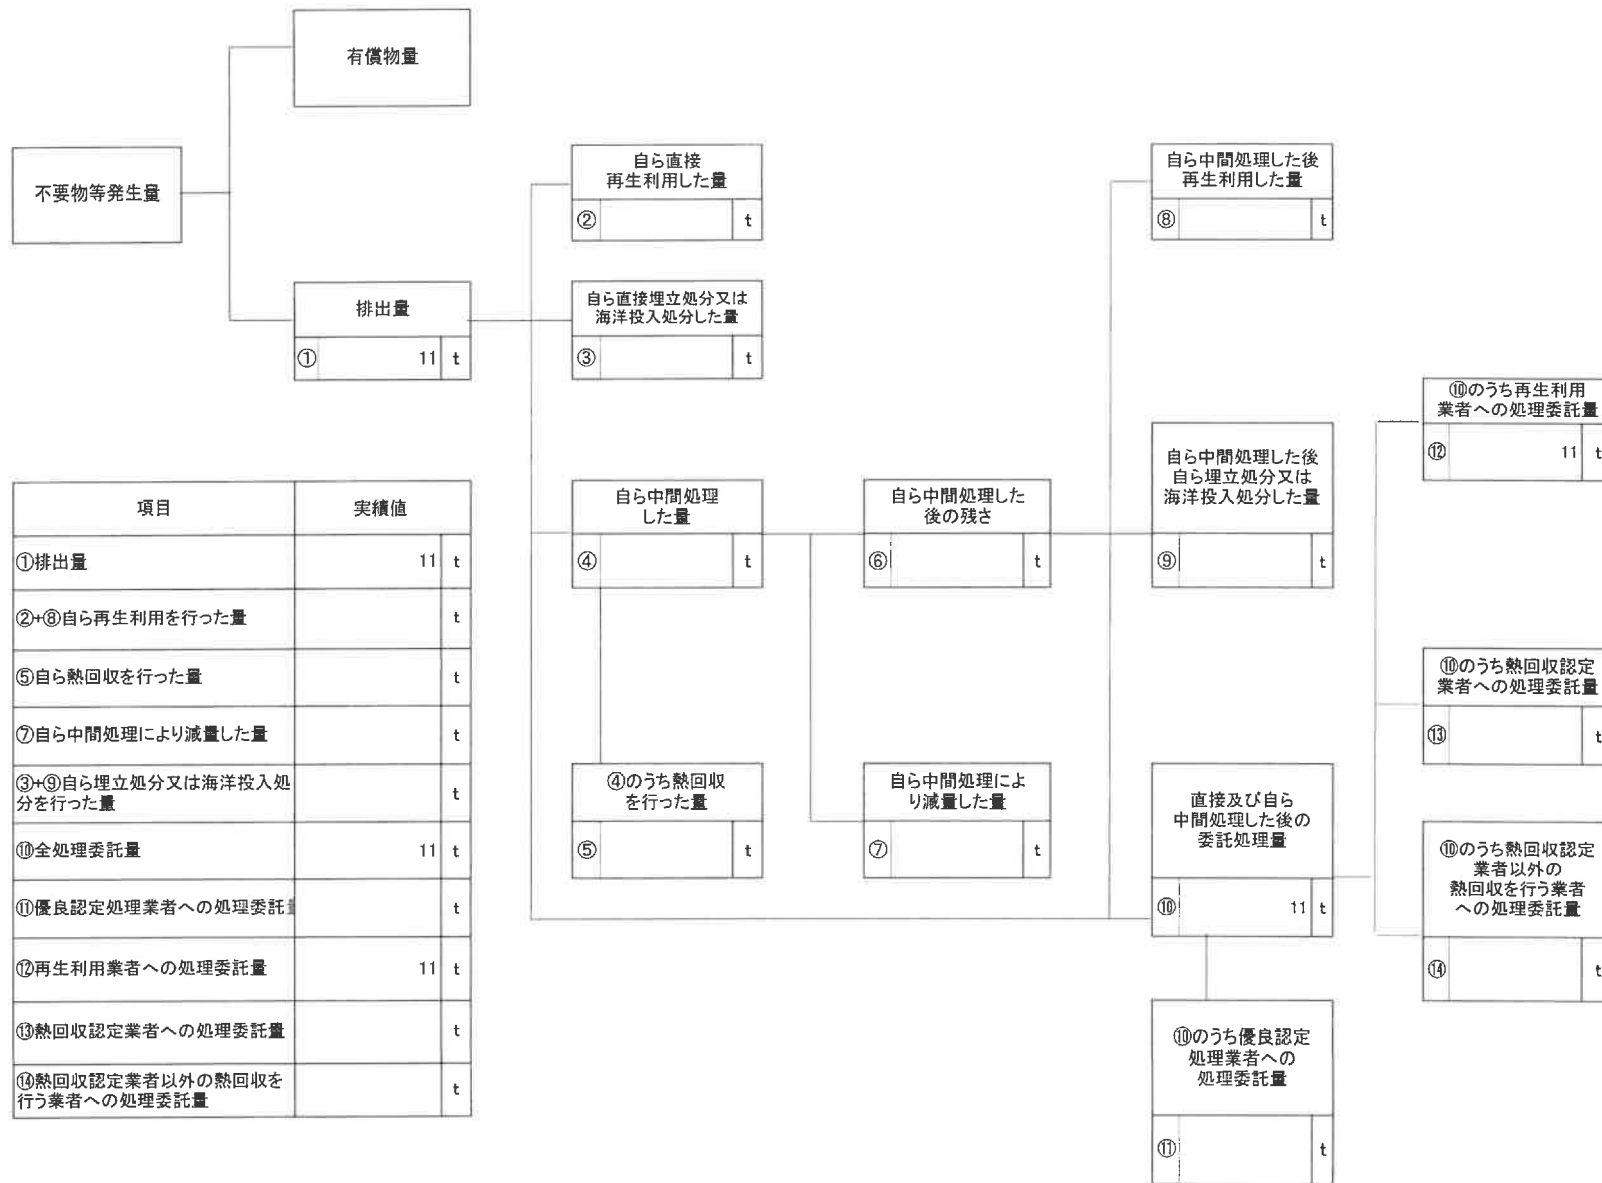 有償物量
不要物等発生量
排出量
① 11 t
自ら直接
再生利用した量
② t
自ら直接埋立処分又は
海洋投入処分した量
③ t
自ら中間処理
した量
④ t
④のうち熱回収
を行った量
⑤ t
自ら中間処理した
後の残さ
⑥ t
自ら中間処理によ
り減量した量
⑦ t
自ら中間処理した後
再生利用した量
⑧ t
自ら中間処理した後
自ら埋立処分又は
海洋投入処分した量
⑨ t
直接及び自ら
中間処理した後の
委託処理量
⑩ 11 t
⑩のうち優良認定
処理業者への
処理委託量
⑪ t
⑩のうち再生利用
業者への処理委託量
⑫ 11 t
⑩のうち熱回収認定
業者への処理委託量
⑬ t
⑩のうち熱回収認定
業者以外の
熱回収を行う業者
への処理委託量
⑭ t
項目 実績値
①排出量 11 t
②+⑧自ら再生利用を行った量 t
⑤自ら熱回収を行った量 t
⑦自ら中間処理により減量した量 t
③+⑨自ら埋立処分又は海洋投入処
分を行った量 t
⑩全処理委託量 11 t
⑪優良認定処理業者への処理委託 t
⑫再生利用業者への処理委託量 11 t
⑬熱回収認定業者への処理委託量 t
⑭熱回収認定業者以外の熱回収を
行う業者への処理委託量 t